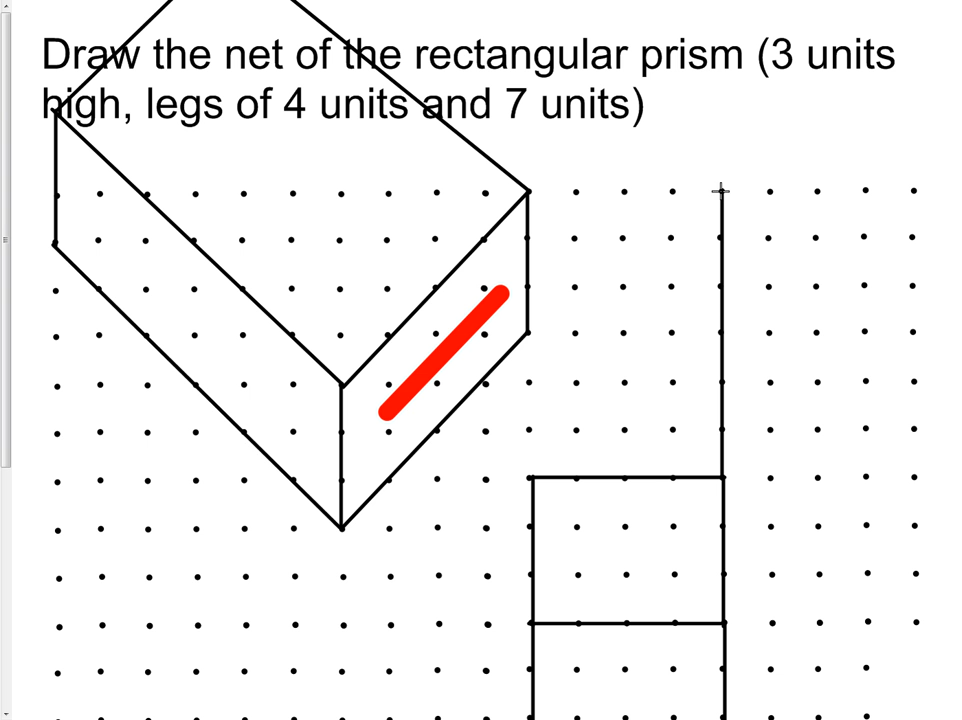 Draw the net of the rectangular prism (3 units
high, legs of 4 units and 7 units)